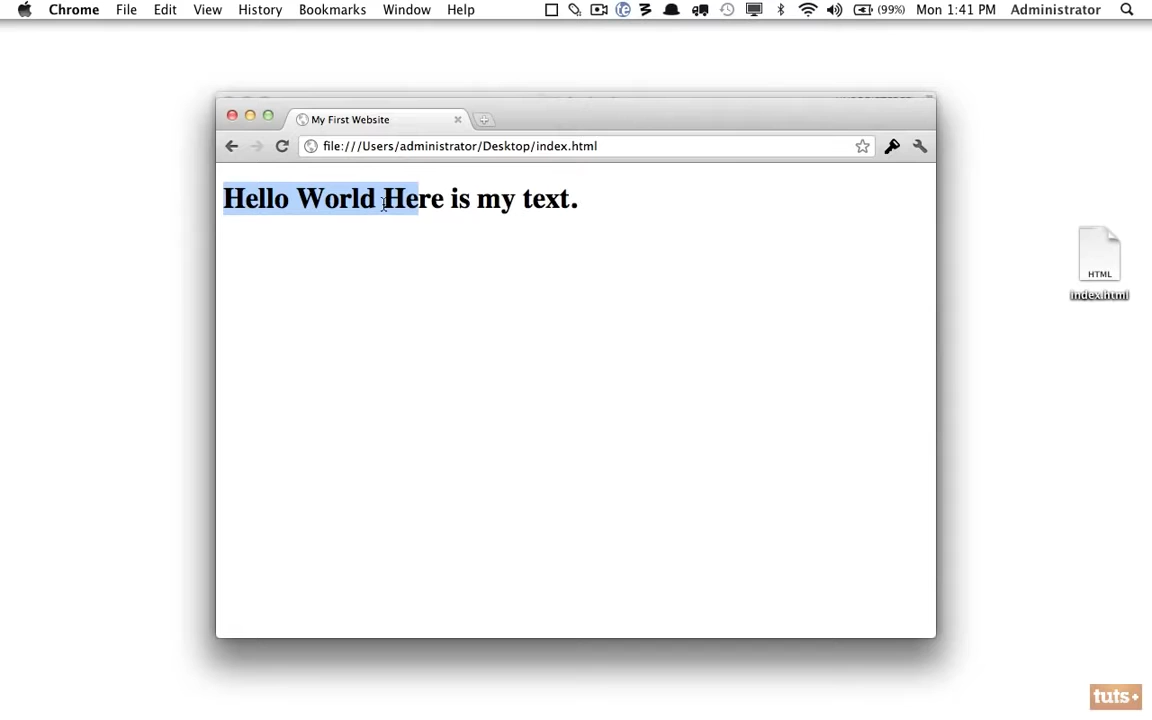 Chrome File Edit View History Bookmarks Window Help (99%) Mon 1:41 PM Administrator
My First Website
file:///Users/administrator/Desktop/index.html
Hello World Here is my text.
HTML
index.html
tuts+